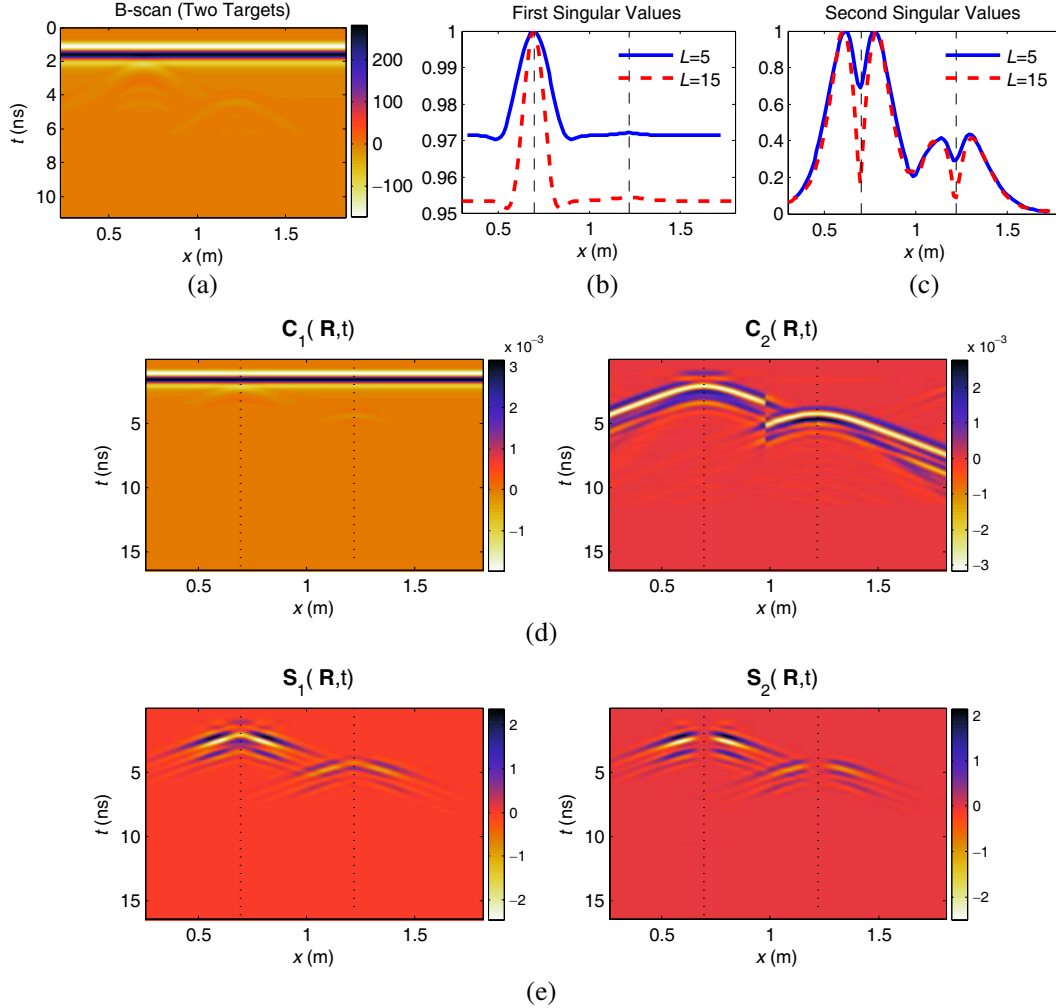 B-scan (Two Targets)
0
2
4
6
8
10
t (ns)
0.5
1
1.5
x (m)
200
100
0
−100
(a)
First Singular Values
1
0.99
0.98
0.97
0.96
0.95
L=5
L=15
0.5
1
1.5
x (m)
(b)
Second Singular Values
1
0.8
0.6
0.4
0.2
0
L=5
L=15
0.5
1
1.5
x (m)
(c)
C1( R,t)
5
10
15
t (ns)
0.5
1
1.5
x (m)
x 10−3
3
2
1
0
−1
C2( R,t)
5
10
15
t (ns)
0.5
1
1.5
x (m)
x 10−3
3
2
1
0
−1
−2
−3
(d)
S1( R,t)
5
10
15
t (ns)
0.5
1
1.5
x (m)
2
1
0
−1
−2
S2( R,t)
5
10
15
t (ns)
0.5
1
1.5
x (m)
2
1
0
−1
−2
(e)